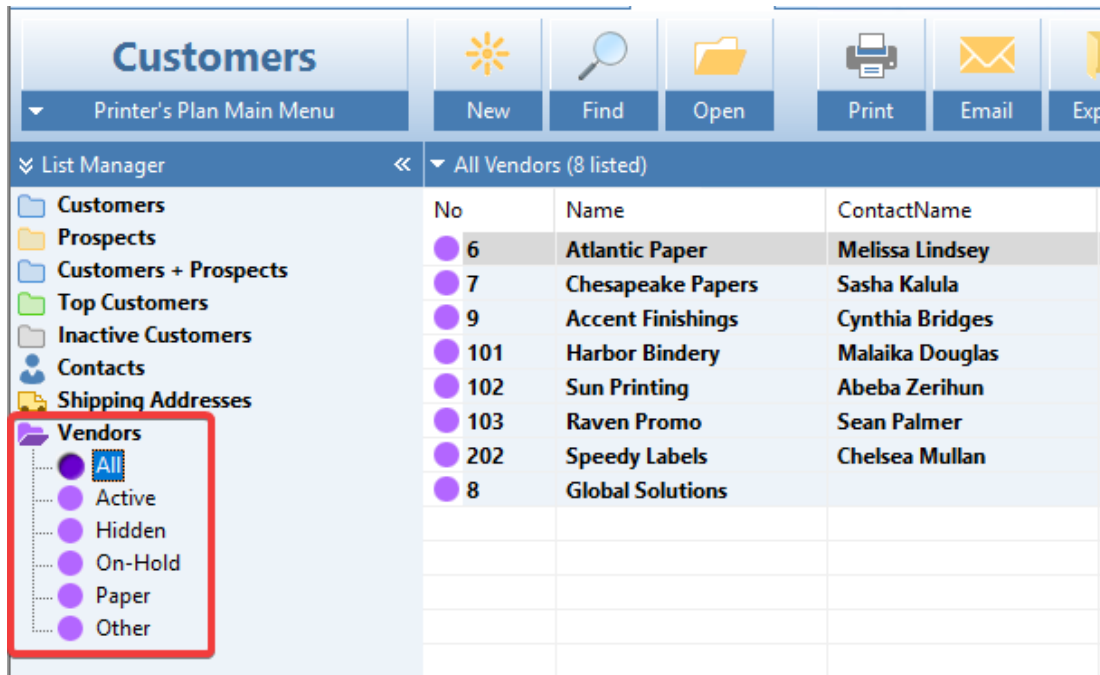 Customers
Printer's Plan Main Menu
New
Find
Open
Print
Email
List Manager
All Vendors (8 listed)
Customers
Prospects
Customers + Prospects
Top Customers
Inactive Customers
Contacts
Shipping Addresses
Vendors
All
Active
Hidden
On-Hold
Paper
Other
No Name ContactName
6 Atlantic Paper Melissa Lindsey
7 Chesapeake Papers Sasha Kalula
9 Accent Finishings Cynthia Bridges
101 Harbor Bindery Malaika Douglas
102 Sun Printing Abeba Zerihun
103 Raven Promo Sean Palmer
202 Speedy Labels Chelsea Mullan
8 Global Solutions